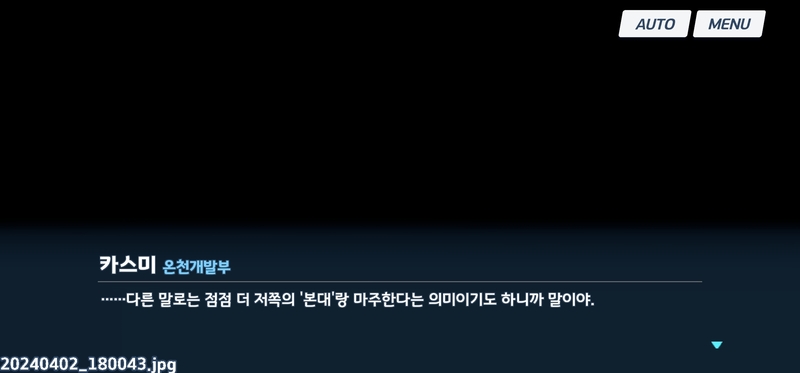 AUTO MENU
카스미 온천개발부
……다른 말로는 점점 더 저쪽의 '본대'랑 마주한다는 의미이기도 하니까 말이야.
20240402_180043.jpg